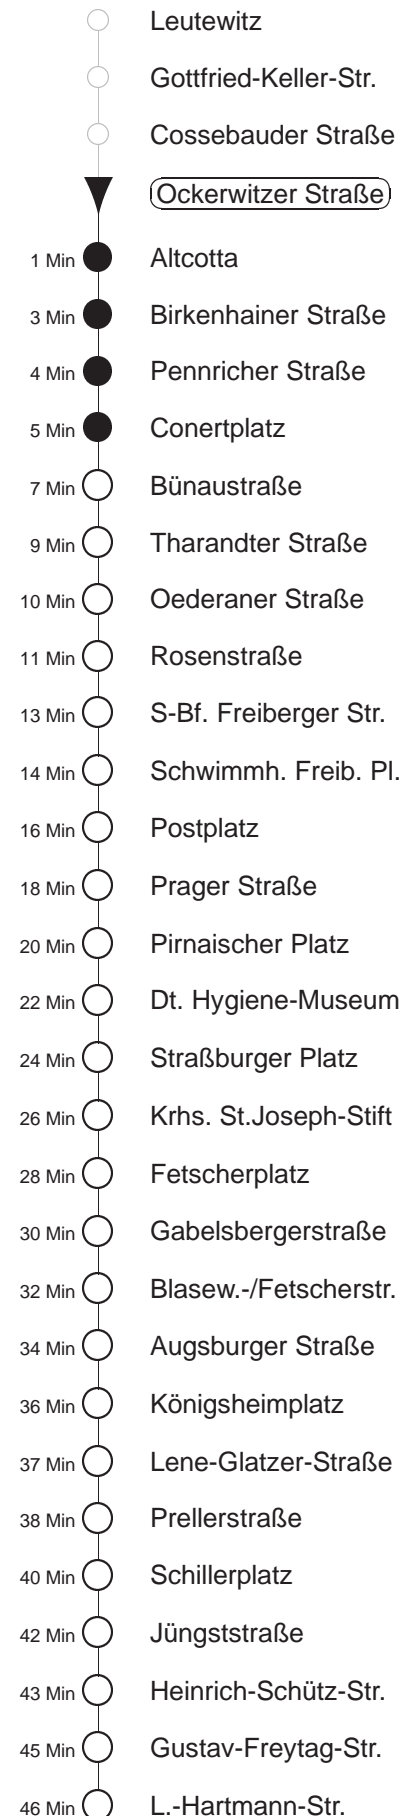 Leutewitz
Gottfried-Keller-Str.
Cossebauder Straße
Ockerwitzer Straße
1 Min Altcotta
3 Min Birkenhainer Straße
4 Min Pennricher Straße
5 Min Conertplatz
7 Min Bünaustraße
9 Min Tharandter Straße
10 Min Oederaner Straße
11 Min Rosenstraße
13 Min S-Bf. Freiberger Str.
14 Min Schwimmh. Freib. Pl.
16 Min Postplatz
18 Min Prager Straße
20 Min Pirnaischer Platz
22 Min Dt. Hygiene-Museum
24 Min Straßburger Platz
26 Min Krhs. St.Joseph-Stift
28 Min Fetscherplatz
30 Min Gabelsbergerstraße
32 Min Blasew.-/Fetscherstr.
34 Min Augsburger Straße
36 Min Königsheimplatz
37 Min Lene-Glatzer-Straße
38 Min Prellerstraße
40 Min Schillerplatz
42 Min Jüngststraße
43 Min Heinrich-Schütz-Str.
45 Min Gustav-Freytag-Str.
46 Min L.-Hartmann-Str.